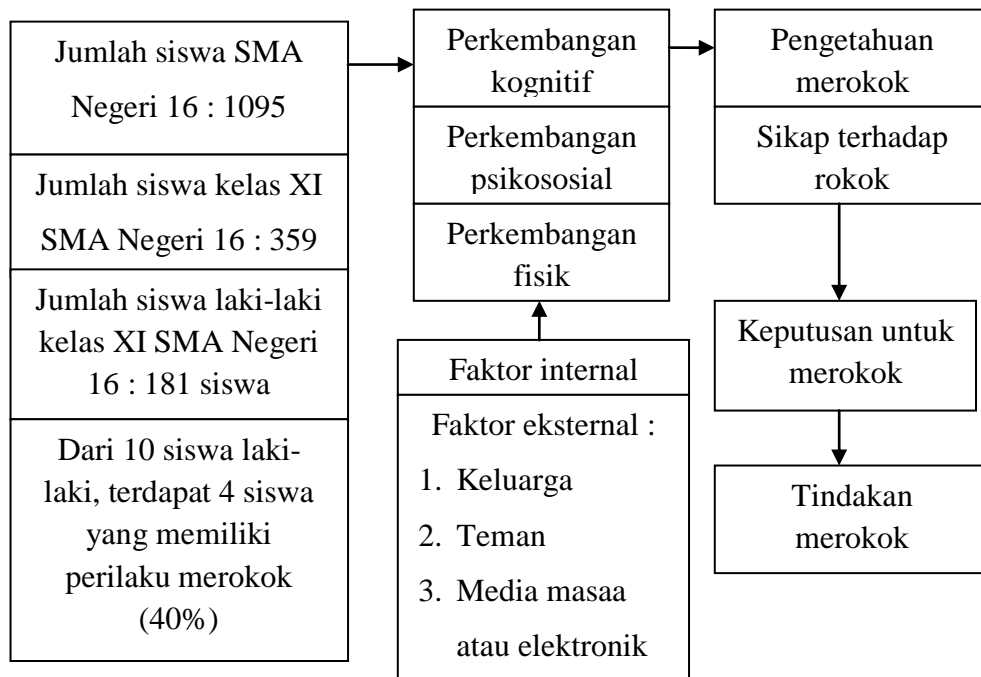 Jumlah siswa SMA
Negeri 16 : 1095
Jumlah siswa kelas XI
SMA Negeri 16 : 359
Jumlah siswa laki-laki
kelas XI SMA Negeri
16 : 181 siswa
Dari 10 siswa laki-
laki, terdapat 4 siswa
yang memiliki
perilaku merokok
(40%)
Perkembangan
kognitif
Perkembangan
psikososial
Perkembangan
fisik
Faktor internal
Faktor eksternal :
1. Keluarga
2. Teman
3. Media masaa
atau elektronik
Pengetahuan
merokok
Sikap terhadap
rokok
Keputusan untuk
merokok
Tindakan
merokok